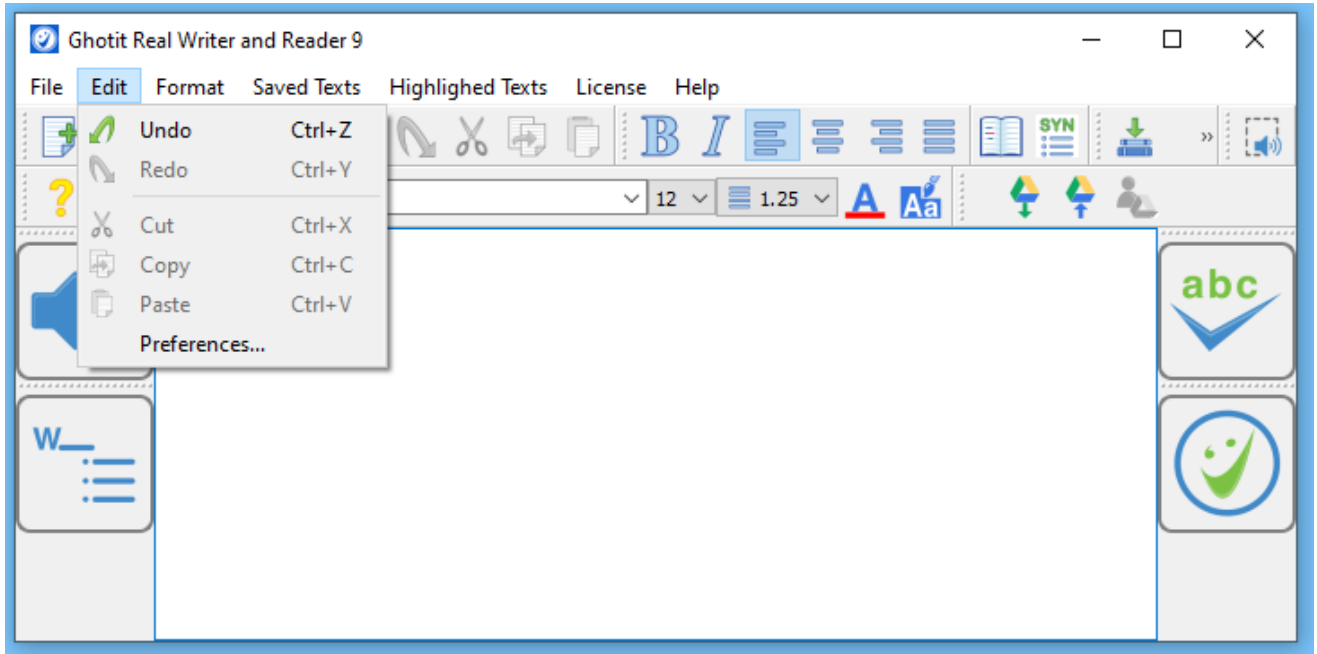 Ghotit Real Writer and Reader 9
File Edit Format Saved Texts Highlighed Texts License Help
Undo Ctrl+Z
Redo Ctrl+Y
Cut Ctrl+X
Copy Ctrl+C
Paste Ctrl+V
Preferences...
B I SYN »
? 12 1.25 A Aa
abc
W